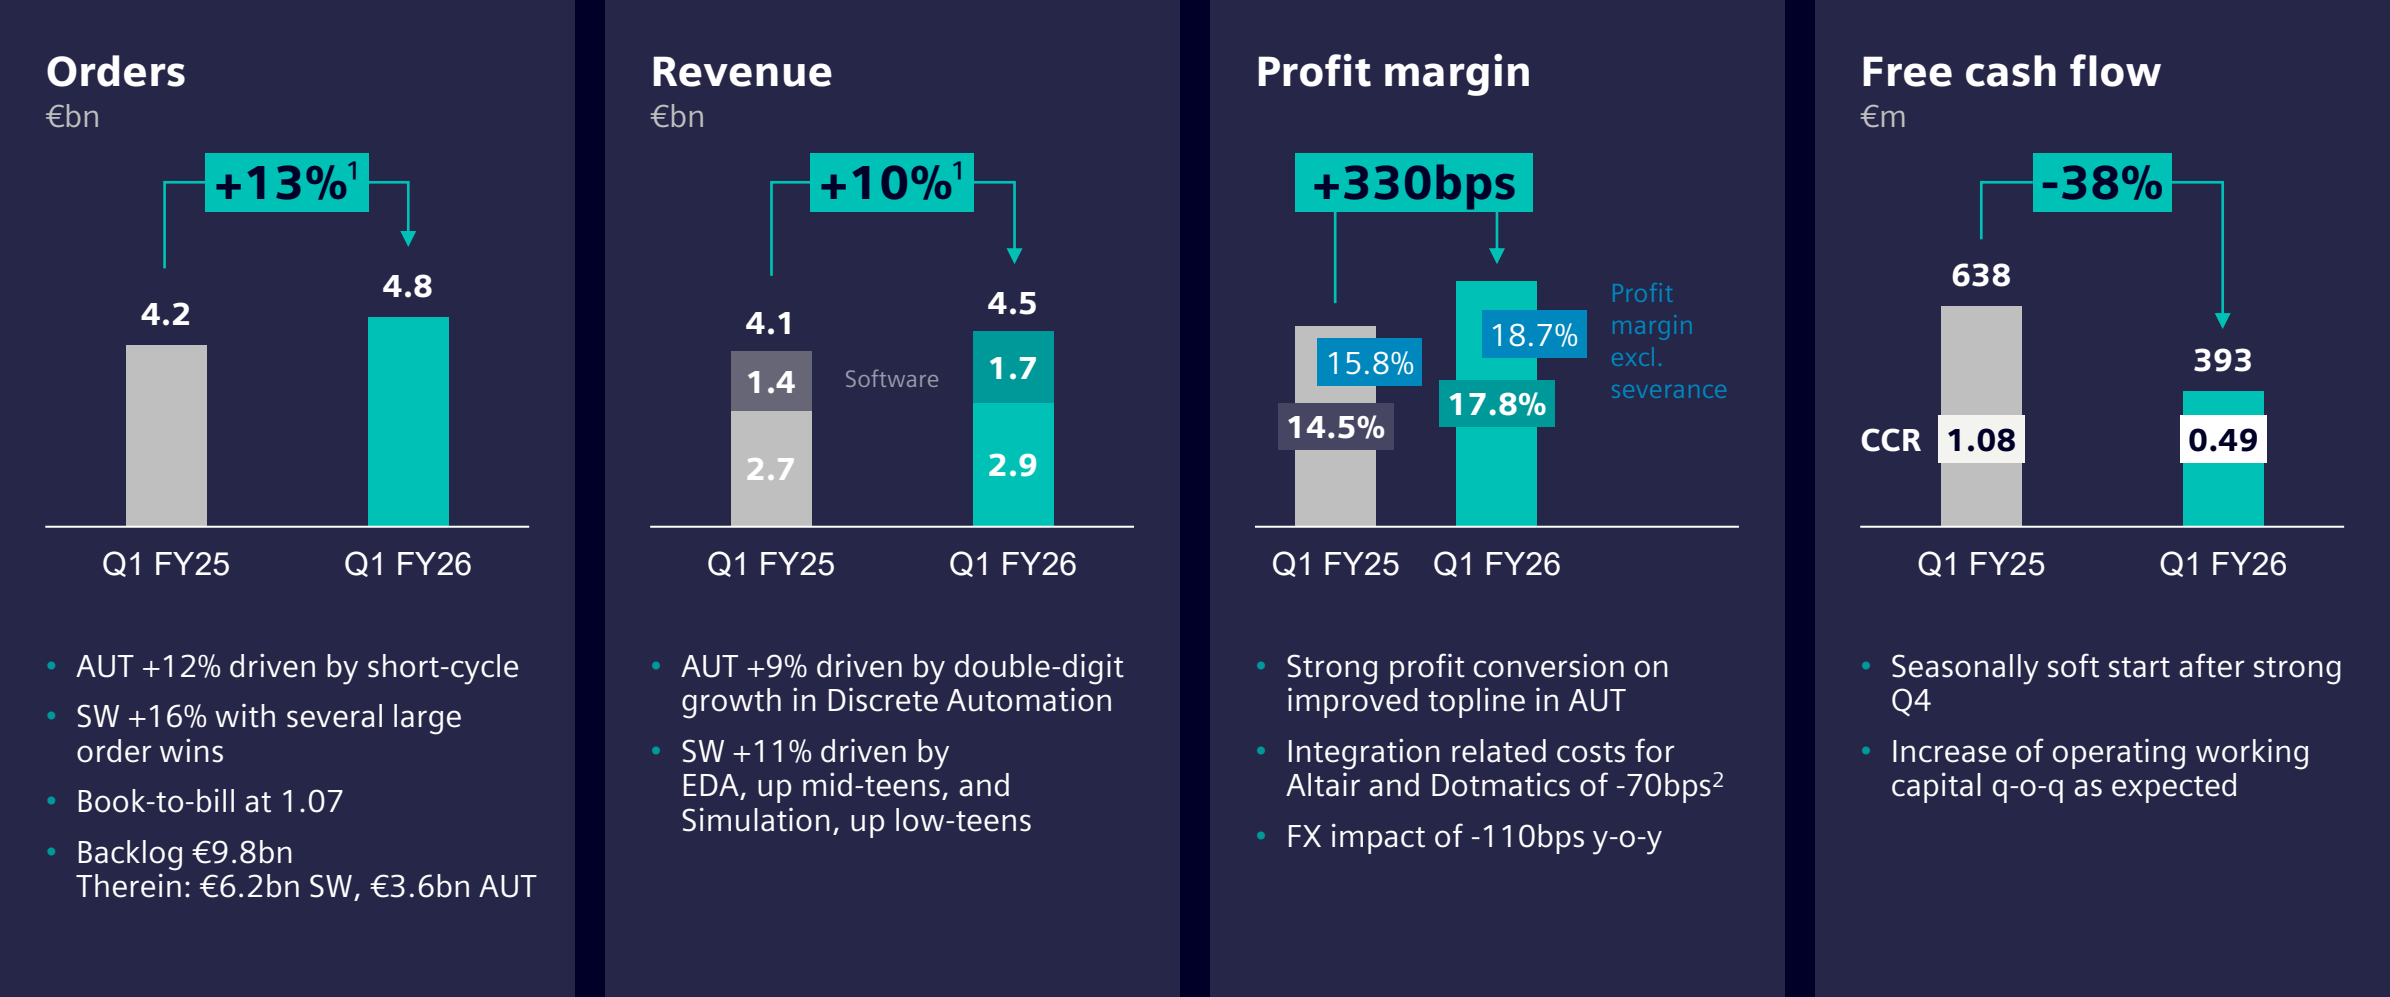 Orders
€bn
+13%¹
4.2
4.8
Q1 FY25
Q1 FY26
• AUT +12% driven by short-cycle
• SW +16% with several large
order wins
• Book-to-bill at 1.07
• Backlog €9.8bn
Therein: €6.2bn SW, €3.6bn AUT
Revenue
€bn
+10%¹
4.1
4.5
1.4
Software
1.7
2.7
2.9
Q1 FY25
Q1 FY26
• AUT +9% driven by double-digit
growth in Discrete Automation
• SW +11% driven by
EDA, up mid-teens, and
Simulation, up low-teens
Profit margin
+330bps
15.8%
14.5%
18.7%
17.8%
Profit
margin
excl.
severance
Q1 FY25
Q1 FY26
• Strong profit conversion on
improved topline in AUT
• Integration related costs for
Altair and Dotmatics of -70bps²
• FX impact of -110bps y-o-y
Free cash flow
€m
-38%
638
393
CCR
1.08
0.49
Q1 FY25
Q1 FY26
• Seasonally soft start after strong
Q4
• Increase of operating working
capital q-o-q as expected